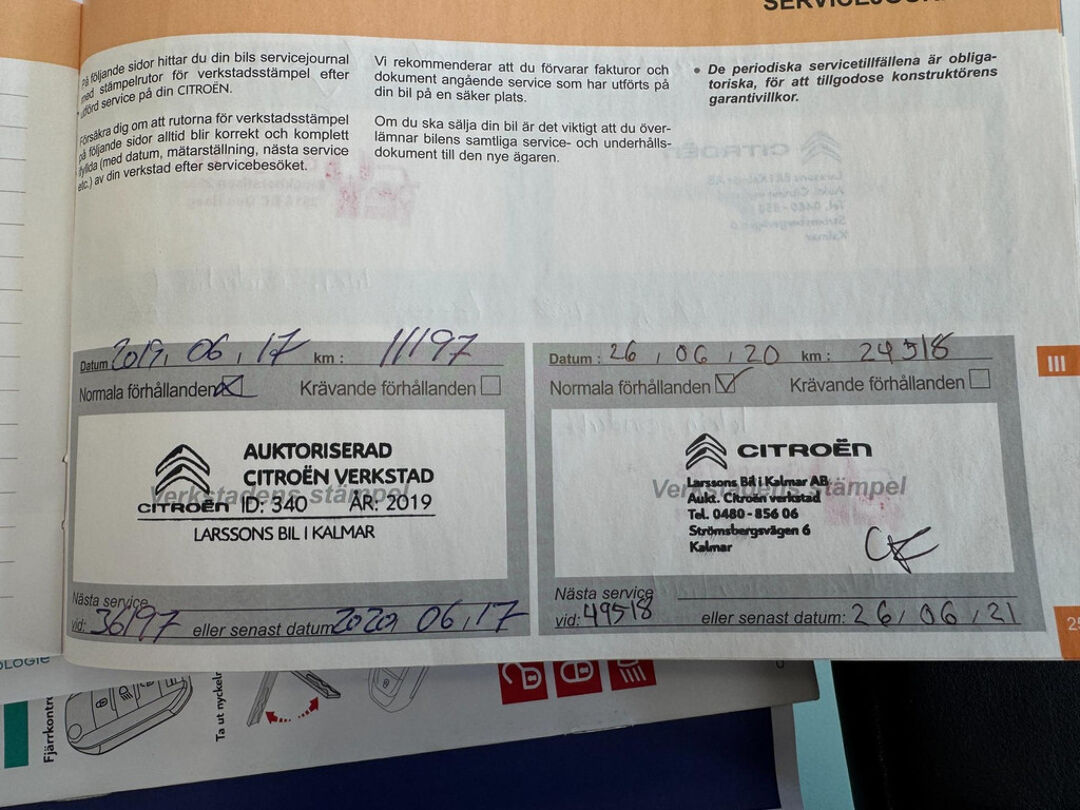 På följande sidor hittar du din bils servicejournal
med stämpelrutor för verkstadsstämpel efter
utförd service på din CITROËN.
Försäkra dig om att rutorna för verkstadsstämpel
på följande sidor alltid blir korrekt och komplett
ifyllda (med datum, mätarställning, nästa service
etc.) av din verkstad efter servicebesöket.
Vi rekommenderar att du förvarar fakturor och
dokument angående service som har utförts på
din bil på en säker plats.
Om du ska sälja din bil är det viktigt att du över-
lämnar bilens samtliga service- och underhålls-
dokument till den nye ägaren.
• De periodiska servicetillfällena är obliga-
toriska, för att tillgodose konstruktörens
garantivillkor.
Datum 2019, 06, 17 km : 11197
Normala förhållanden Krävande förhållanden
AUKTORISERAD
CITROËN VERKSTAD
Verkstadens stämpel
CITROËN ID: 340 ÅR: 2019
LARSSONS BIL I KALMAR
Nästa service
vid: 36197 eller senast datum 2020, 06, 17
Datum : 26 , 06 , 20 km : 24518
Normala förhållanden Krävande förhållanden
CITROËN
Larssons Bil i Kalmar AB
Verkstadens stämpel
Aukt. Citroën verkstad
Tel. 0480 - 856 06
Strömsbergsvägen 6
Kalmar
Nästa service
vid: 49518 eller senast datum: 26, 06, 21
III
Fjärrkontro
Ta ut nyckeln